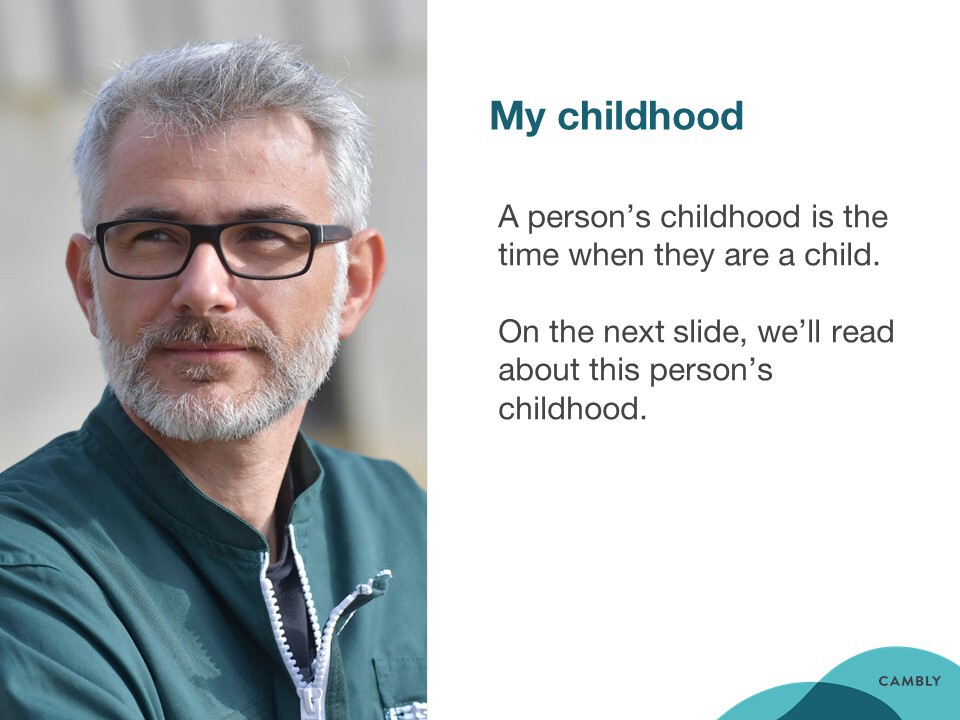 My childhood
A person’s childhood is the
time when they are a child.
On the next slide, we’ll read
about this person’s
childhood.
CAMBLY